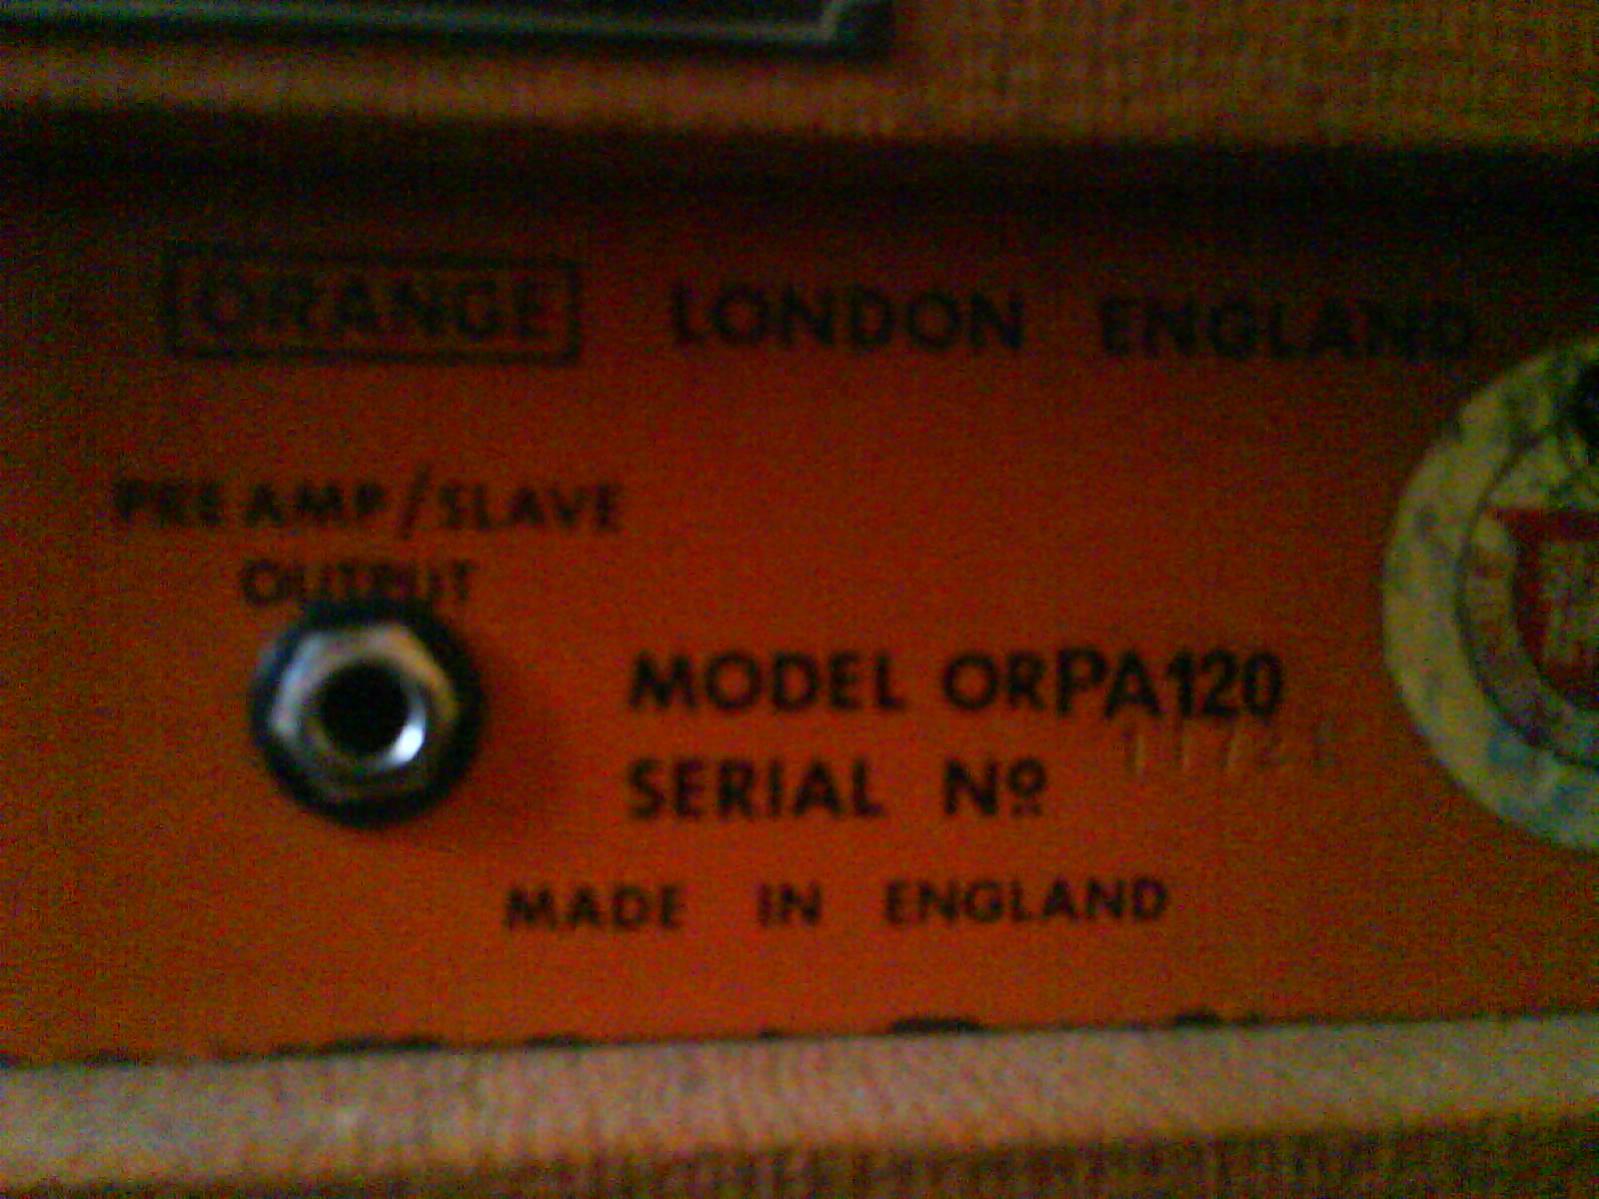 ORANGE LONDON ENGLAND
PRE AMP/SLAVE
OUTPUT
MODEL ORPA120
SERIAL Nº
MADE IN ENGLAND